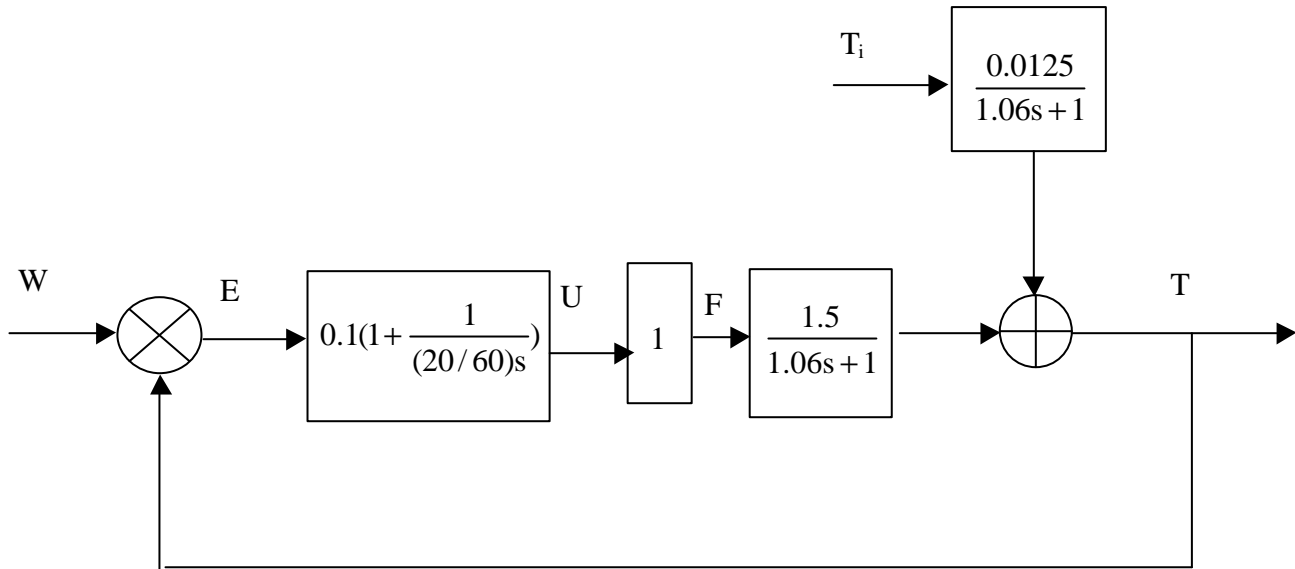 Tᵢ
0.0125
1.06s + 1
W
E
0.1(1+ 1
(20/60)s )
U
1
F
1.5
1.06s + 1
T